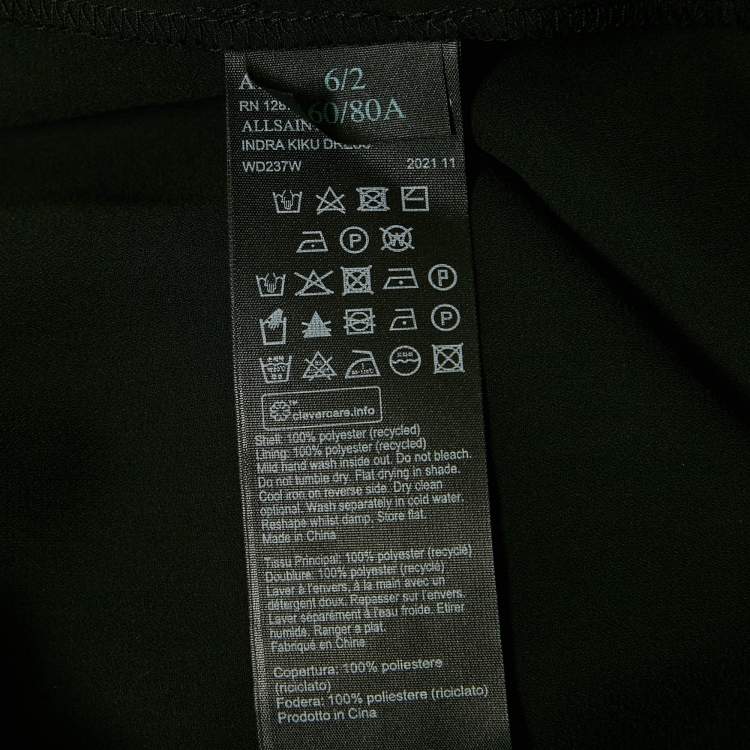 6/2
RN 128
60/80A
ALLSAIN
INDRA KIKU DRESS
WD237W 2021 11
P W
P
P
clevercare.info
Shell: 100% polyester (recycled)
Lining: 100% polyester (recycled)
Mild hand wash inside out. Do not bleach.
Do not tumble dry. Flat drying in shade.
Cool iron on reverse side. Dry clean
optional. Wash separately in cold water.
Reshape whilst damp. Store flat.
Made in China
Tissu Principal: 100% polyester (recyclé)
Doublure: 100% polyester (recyclé)
Laver à l'envers, à la main avec un
détergent doux. Repasser sur l'envers.
Laver séparement à l'eau froide. Etirer
humide. Ranger a plat.
Fabriqué en China
Copertura: 100% poliestere
(riciclato)
Fodera: 100% poliestere (riciclato)
Prodotto in Cina